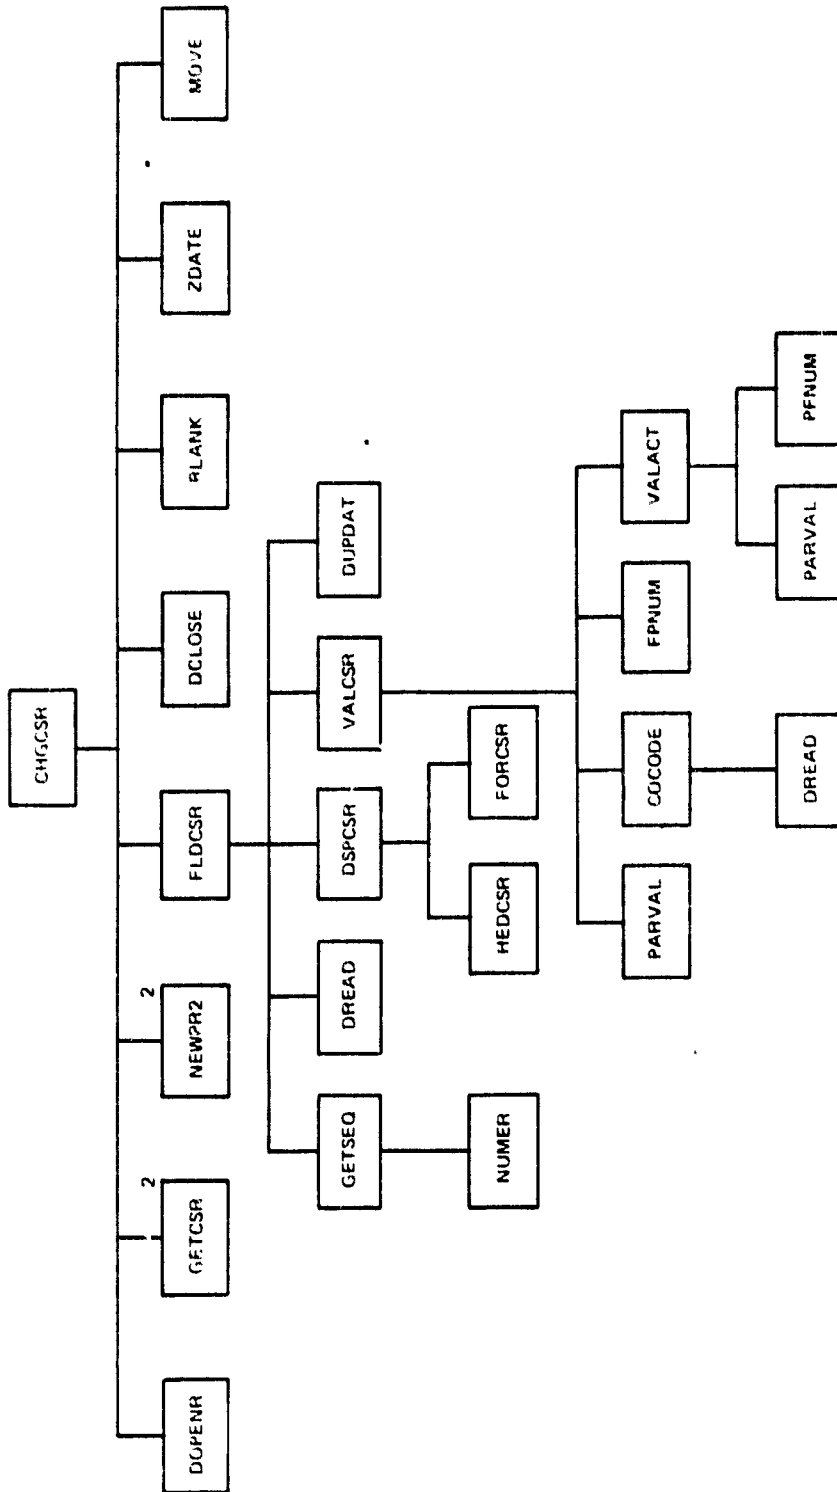 CHGCSR
DOPENR
GETCSR
2
NEWPR2
2
FLDCSR
DCLOSE
BLANK
ZDATE
MOVE
GETSEQ
DREAD
DSPCSR
VALCSR
DUPDAT
NUMER
HEDCSR
FORCSR
PARVAL
COCODE
FPNUM
VALACT
DREAD
PARVAL
PFNUM